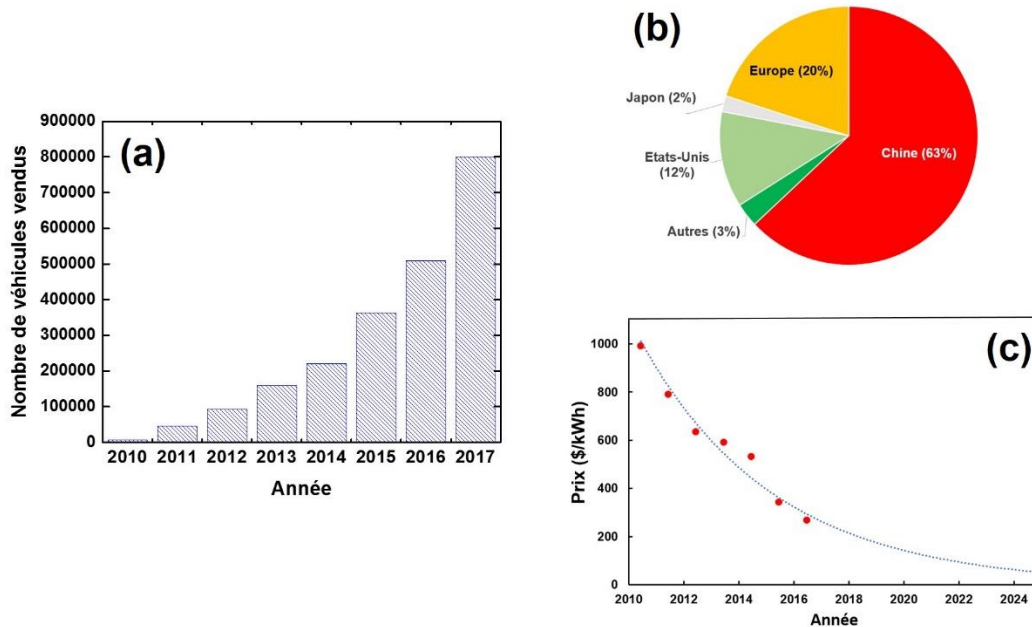 (a)
Nombre de véhicules vendus
900000
800000
700000
600000
500000
400000
300000
200000
100000
0
2010 2011 2012 2013 2014 2015 2016 2017
Année
(b)
Europe (20%)
Japon (2%)
Etats-Unis
(12%)
Chine (63%)
Autres (3%)
(c)
Prix ($/kWh)
1000
800
600
400
200
0
2010 2012 2014 2016 2018 2020 2022 2024
Année